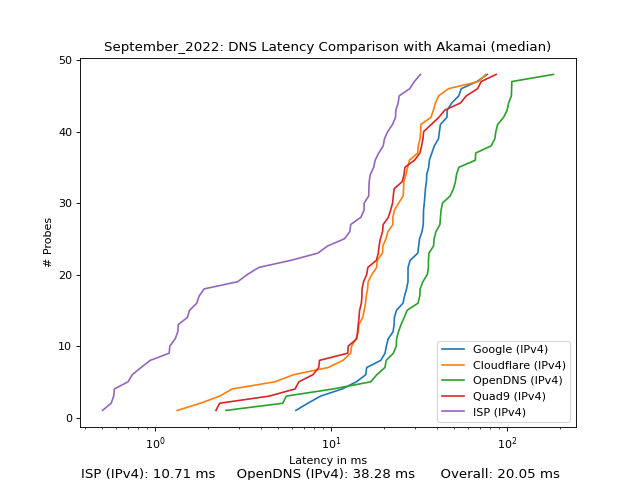 September_2022: DNS Latency Comparison with Akamai (median)
# Probes
50
40
30
20
10
0
Google (IPv4)
Cloudflare (IPv4)
OpenDNS (IPv4)
Quad9 (IPv4)
ISP (IPv4)
10⁰ 10¹ 10²
Latency in ms
ISP (IPv4): 10.71 ms OpenDNS (IPv4): 38.28 ms Overall: 20.05 ms